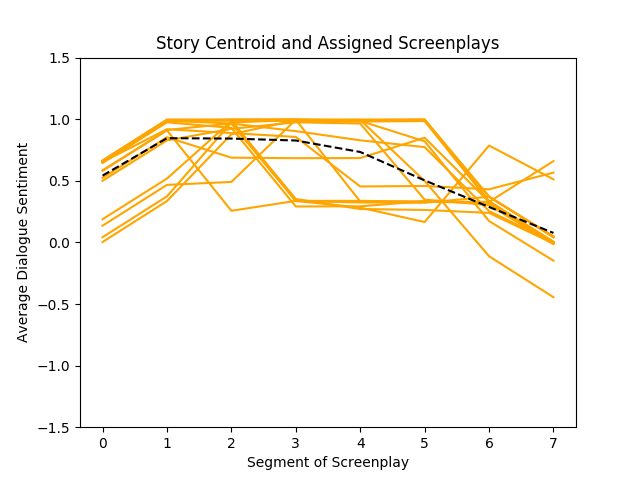 Story Centroid and Assigned Screenplays
1.5
1.0
0.5
0.0
−0.5
−1.0
−1.5
Average Dialogue Sentiment
0 1 2 3 4 5 6 7
Segment of Screenplay